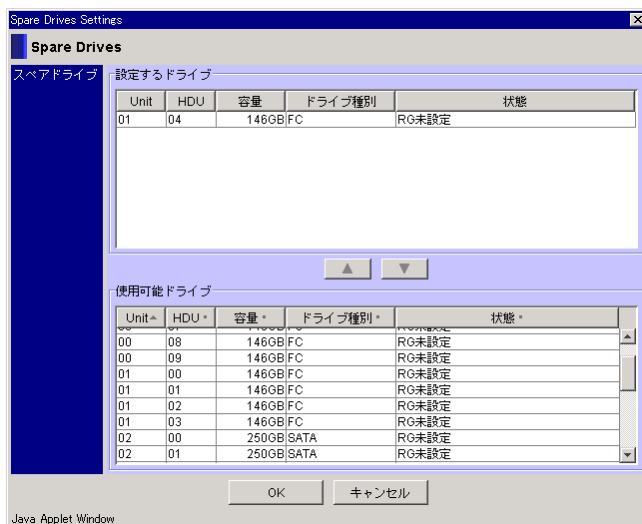 Spare Drives Settings
Spare Drives
スペアドライブ
設定するドライブ
Unit HDU 容量 ドライブ種別 状態
01 04 146GB FC RG未設定
使用可能ドライブ
Unit HDU 容量 ドライブ種別 状態
00 08 146GB FC RG未設定
00 09 146GB FC RG未設定
01 00 146GB FC RG未設定
01 01 146GB FC RG未設定
01 02 146GB FC RG未設定
01 03 146GB FC RG未設定
02 00 250GB SATA RG未設定
02 01 250GB SATA RG未設定
OK キャンセル
Java Applet Window